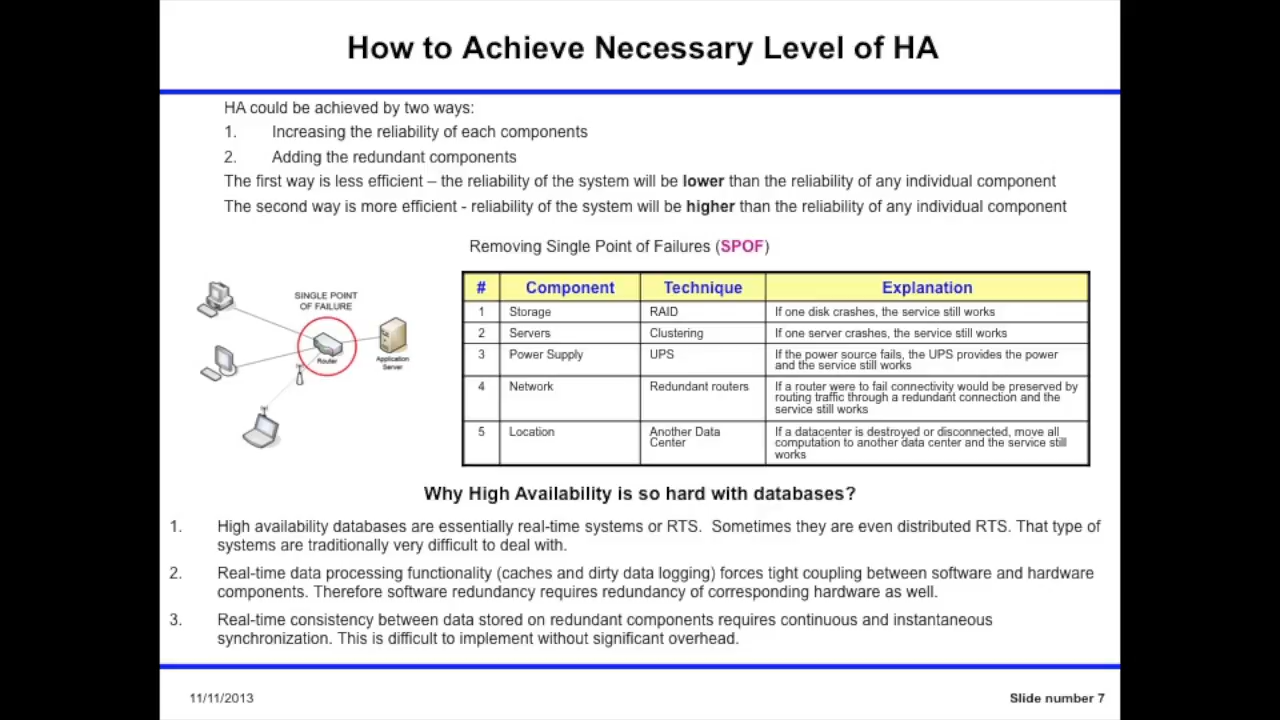 How to Achieve Necessary Level of HA
HA could be achieved by two ways:
1. Increasing the reliability of each components
2. Adding the redundant components
The first way is less efficient – the reliability of the system will be lower than the reliability of any individual component
The second way is more efficient - reliability of the system will be higher than the reliability of any individual component
Removing Single Point of Failures (SPOF)
SINGLE POINT
OF FAILURE
Router
Application
Server
# Component Technique Explanation
1 Storage RAID If one disk crashes, the service still works
2 Servers Clustering If one server crashes, the service still works
3 Power Supply UPS If the power source fails, the UPS provides the power
and the service still works
4 Network Redundant routers If a router were to fail connectivity would be preserved by
routing traffic through a redundant connection and the
service still works
5 Location Another Data If a datacenter is destroyed or disconnected, move all
Center computation to another data center and the service still
works
Why High Availability is so hard with databases?
1. High availability databases are essentially real-time systems or RTS. Sometimes they are even distributed RTS. That type of
systems are traditionally very difficult to deal with.
2. Real-time data processing functionality (caches and dirty data logging) forces tight coupling between software and hardware
components. Therefore software redundancy requires redundancy of corresponding hardware as well.
3. Real-time consistency between data stored on redundant components requires continuous and instantaneous
synchronization. This is difficult to implement without significant overhead.
11/11/2013
Slide number 7